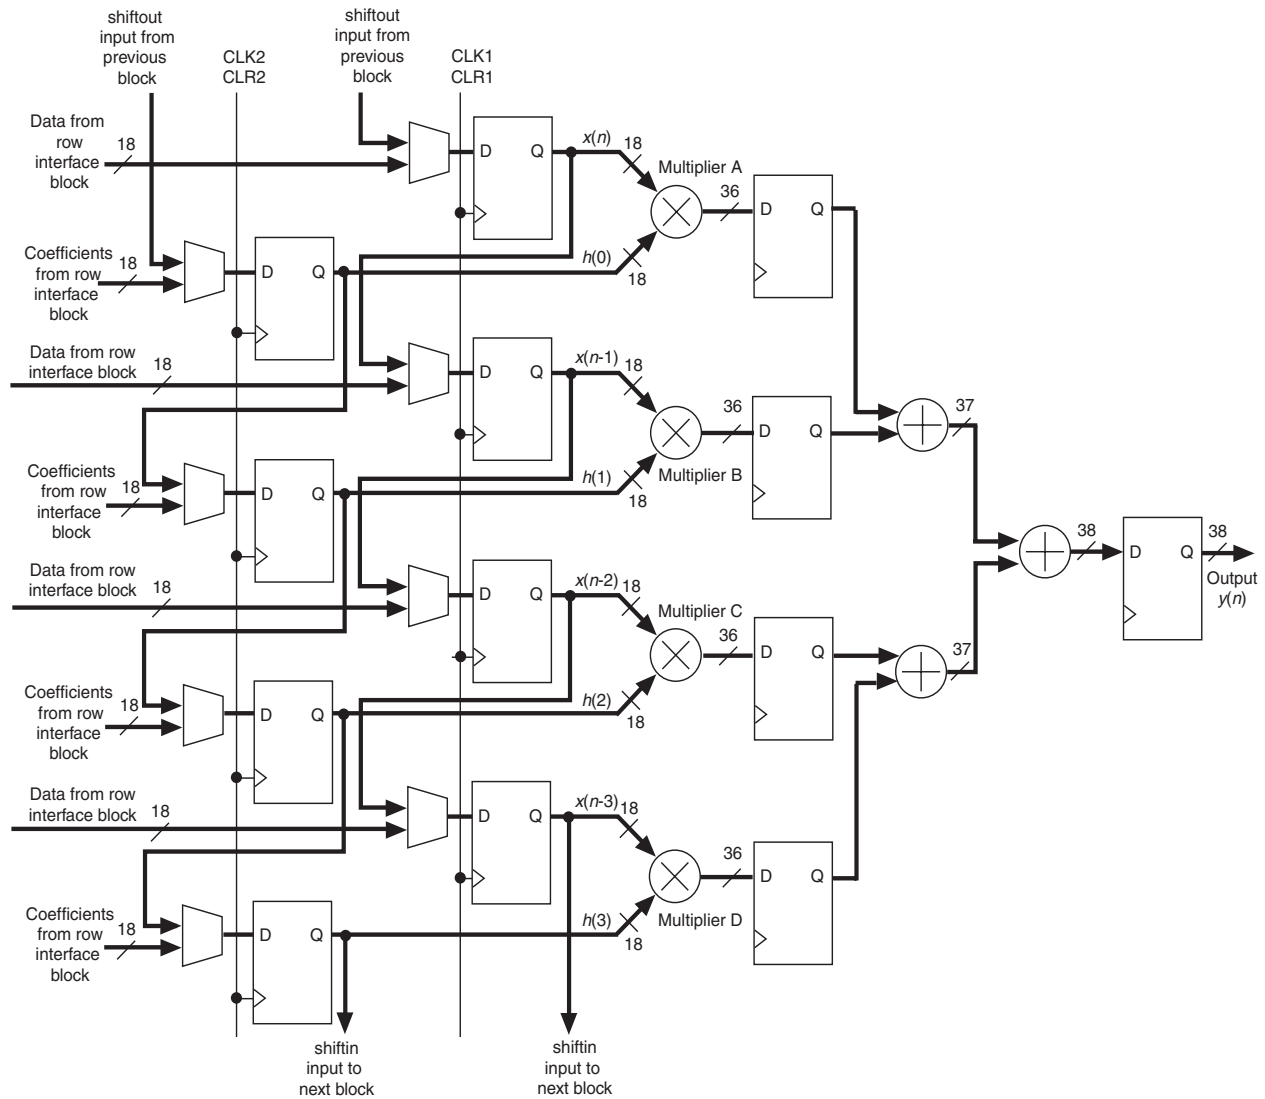 shiftout
input from
previous
block
shiftout
input from
previous
block
CLK2
CLR2
CLK1
CLR1
Data from
row
interface
block
18
D
Q
x(n)
18
Multiplier A
36
D
Q
Coefficients
from row
interface
block
18
D
Q
h(0)
18
Data from row
interface block
18
D
Q
x(n-1)
18
36
D
Q
37
Coefficients
from row
interface
block
18
D
Q
h(1)
18
Multiplier B
38
D
Q
38
Output
y(n)
Data from row
interface block
18
D
Q
x(n-2)
18
Multiplier C
36
D
Q
37
Coefficients
from row
interface
block
18
D
Q
h(2)
18
Data from row
interface block
18
D
Q
x(n-3)
18
36
D
Q
Coefficients
from row
interface
block
18
D
Q
h(3)
18
Multiplier D
shiftin
input to
next block
shiftin
input to
next block